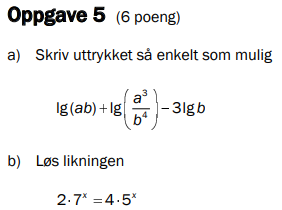 Oppgave 5 (6 poeng)
a) Skriv uttrykket så enkelt som mulig
lg(ab)+lg(a³/b⁴)−3lgb
b) Løs likningen
2·7ˣ=4·5ˣ